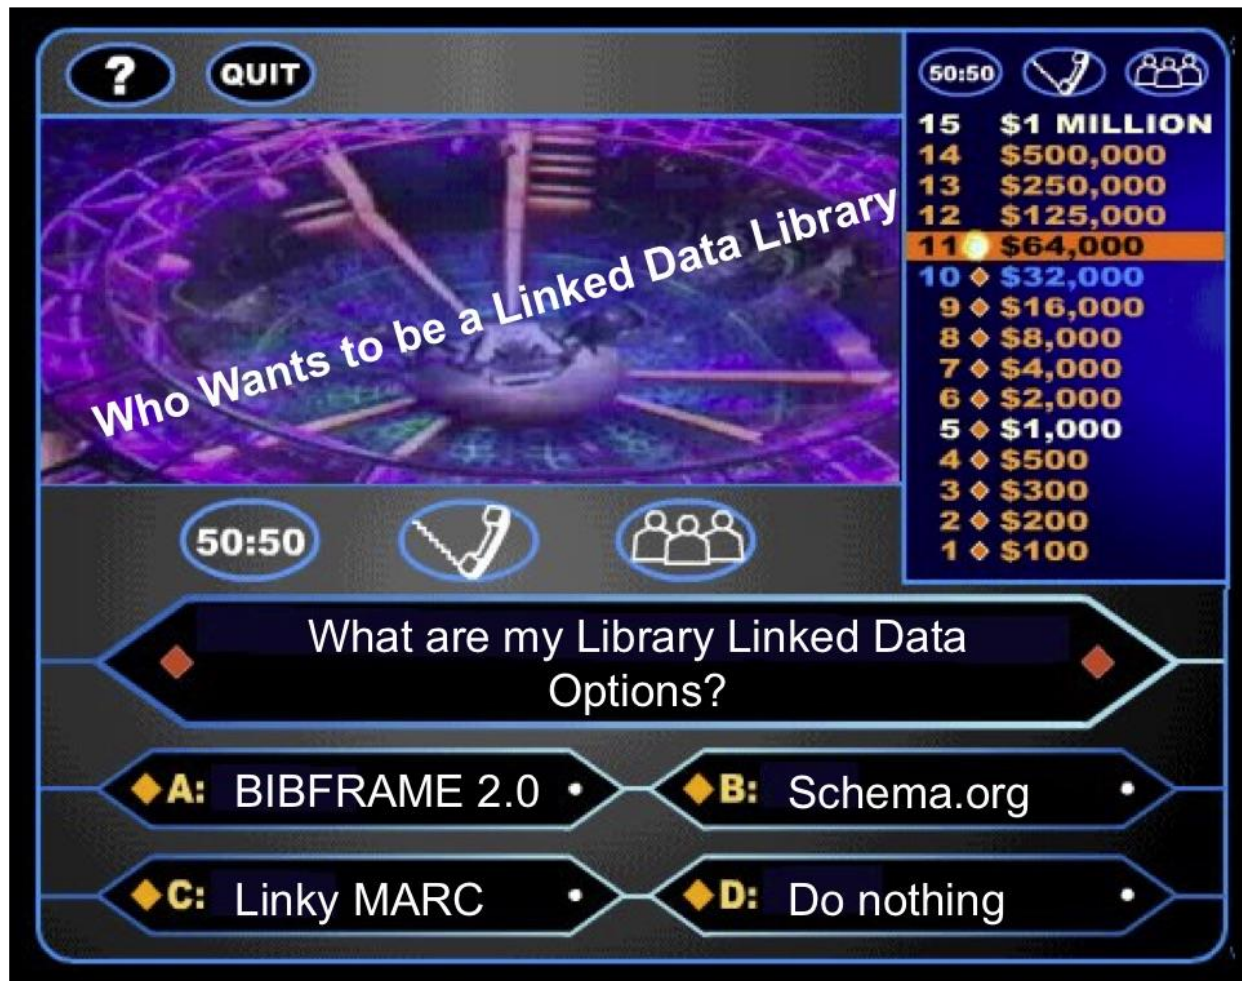 ?
QUIT
Who Wants to be a Linked Data Library
50:50
15 $1 MILLION
14 $500,000
13 $250,000
12 $125,000
11 $64,000
10 $32,000
9 $16,000
8 $8,000
7 $4,000
6 $2,000
5 $1,000
4 $500
3 $300
2 $200
1 $100
50:50
What are my Library Linked Data
Options?
A: BIBFRAME 2.0
B: Schema.org
C: Linky MARC
D: Do nothing